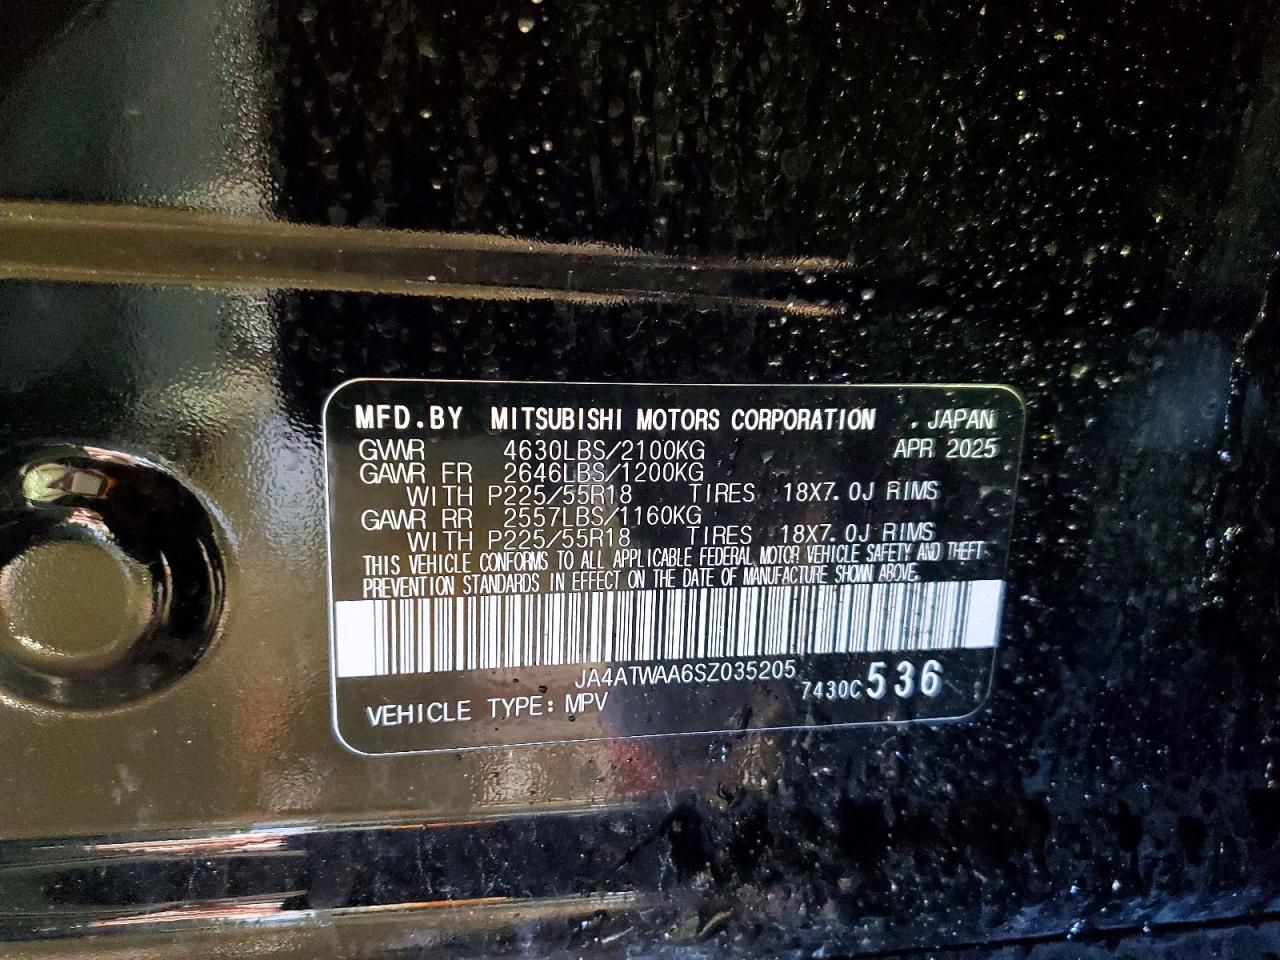 MFD.BY MITSUBISHI MOTORS CORPORATION , JAPAN
GVWR 4630LBS/2100KG APR 2025
GAWR FR 2646LBS/1200KG
WITH P225/55R18 TIRES 18X7.0J RIMS
GAWR RR 2557LBS/1160KG
WITH P225/55R18 TIRES 18X7.0J RIMS
THIS VEHICLE CONFORMS TO ALL APPLICABLE FEDERAL MOTOR VEHICLE SAFETY AND THEFT
PREVENTION STANDARDS IN EFFECT ON THE DATE OF MANUFACTURE SHOWN ABOVE.
JA4ATWAA6SZ035205 7430C 536
VEHICLE TYPE: MPV